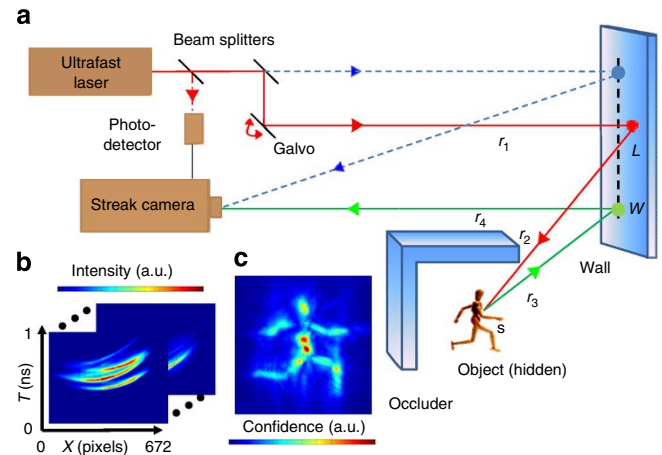 a
Beam splitters
Ultrafast
laser
Photo-
detector
Galvo
r1
L
Streak camera
W
r4
r2
Wall
r3
s
Object (hidden)
Occluder
b
Intensity (a.u.)
1
T (ns)
0
0 X (pixels) 672
c
Confidence (a.u.)